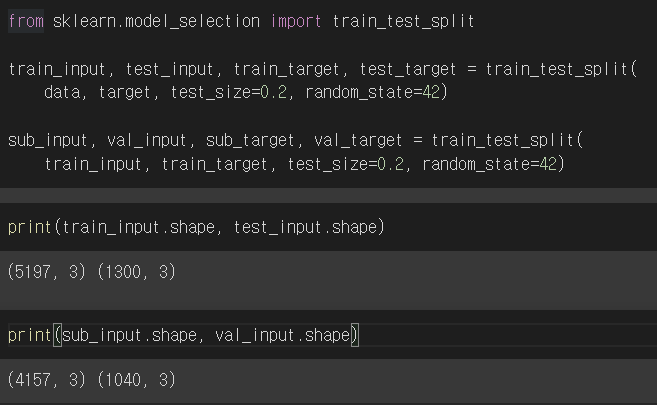 from sklearn.model_selection import train_test_split
train_input, test_input, train_target, test_target = train_test_split(
data, target, test_size=0.2, random_state=42)
sub_input, val_input, sub_target, val_target = train_test_split(
train_input, train_target, test_size=0.2, random_state=42)
print(train_input.shape, test_input.shape)
(5197, 3) (1300, 3)
print(sub_input.shape, val_input.shape)
(4157, 3) (1040, 3)